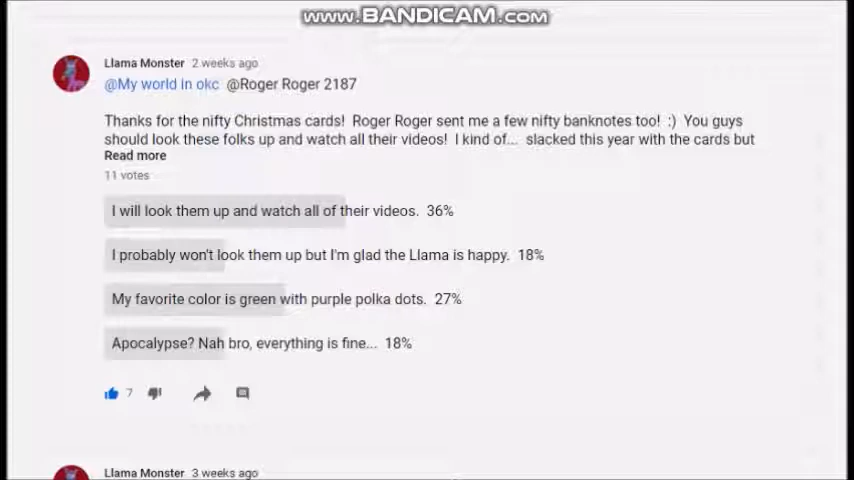 www.BANDICAM.com
Llama Monster 2 weeks ago
@My world in okc @Roger Roger 2187
Thanks for the nifty Christmas cards! Roger Roger sent me a few nifty banknotes too! :) You guys
should look these folks up and watch all their videos! I kind of... slacked this year with the cards but
Read more
11 votes
I will look them up and watch all of their videos. 36%
I probably won't look them up but I'm glad the Llama is happy. 18%
My favorite color is green with purple polka dots. 27%
Apocalypse? Nah bro, everything is fine... 18%
7
Llama Monster 3 weeks ago